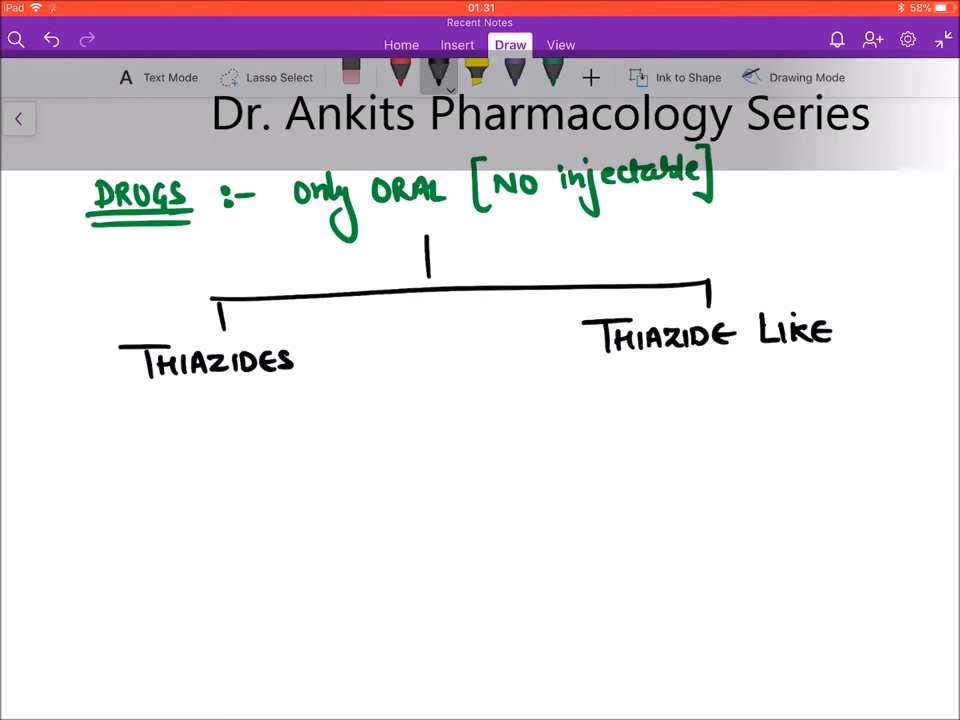 iPad 01:31 58%
Recent Notes
Home Insert Draw View
Text Mode Lasso Select Ink to Shape Drawing Mode
Dr. Ankits Pharmacology Series
DRUGS :- only ORAL [NO injectable]
THIAZIDES THIAZIDE LIKE